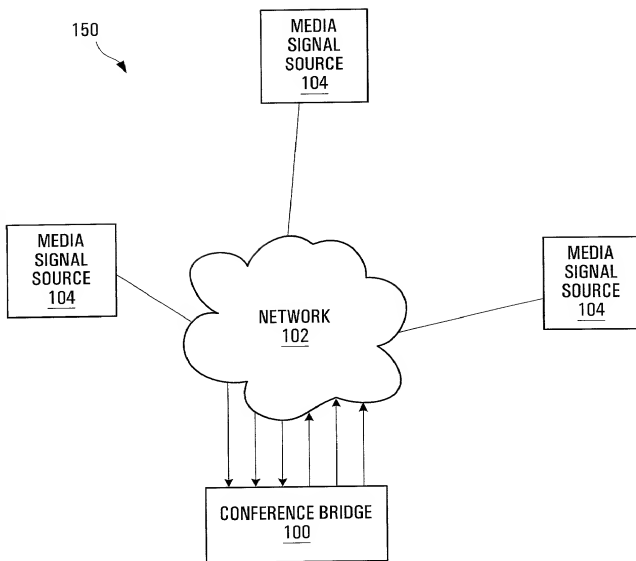 150
MEDIA
SIGNAL
SOURCE
104
MEDIA
SIGNAL
SOURCE
104
MEDIA
SIGNAL
SOURCE
104
NETWORK
102
CONFERENCE BRIDGE
100